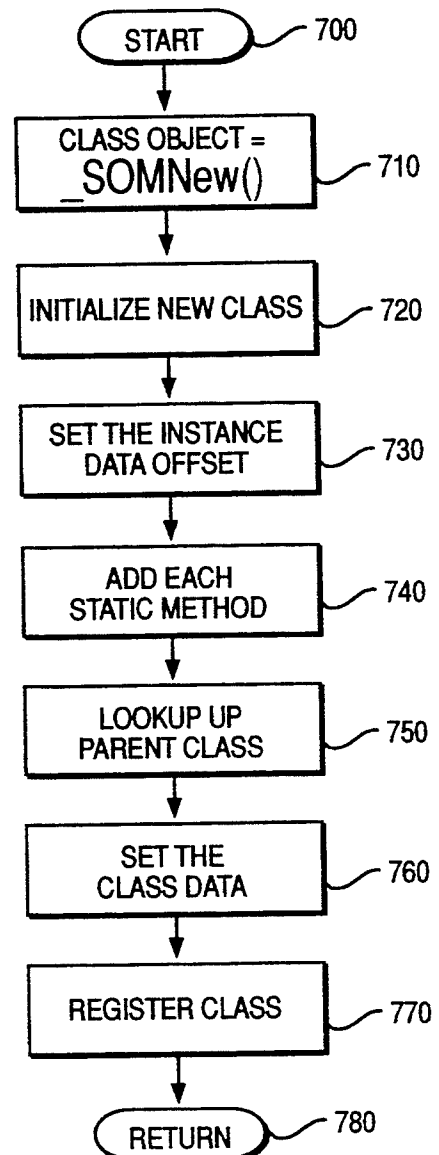 START
700
CLASS OBJECT =
_SOMNew()
710
INITIALIZE NEW CLASS
720
SET THE INSTANCE
DATA OFFSET
730
ADD EACH
STATIC METHOD
740
LOOKUP UP
PARENT CLASS
750
SET THE
CLASS DATA
760
REGISTER CLASS
770
RETURN
780